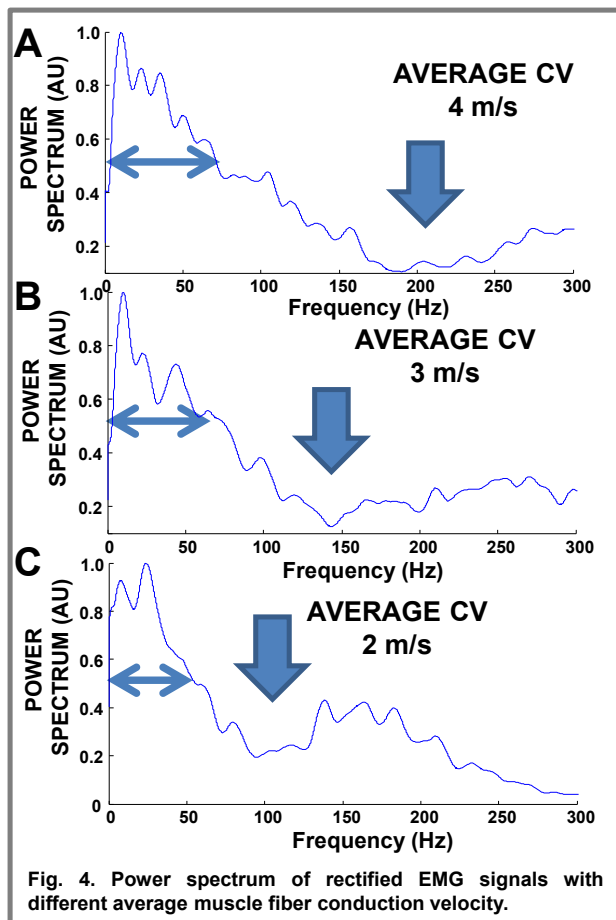 A
POWER
SPECTRUM (AU)
1.0
0.8
0.6
0.4
0.2
AVERAGE CV
4 m/s
0 50 100 150 200 250 300
Frequency (Hz)
B
POWER
SPECTRUM (AU)
1.0
0.8
0.6
0.4
0.2
AVERAGE CV
3 m/s
0 50 100 150 200 250 300
Frequency (Hz)
C
POWER
SPECTRUM (AU)
1.0
0.8
0.6
0.4
0.2
0
AVERAGE CV
2 m/s
0 50 100 150 200 250 300
Frequency (Hz)
Fig. 4. Power spectrum of rectified EMG signals with
different average muscle fiber conduction velocity.